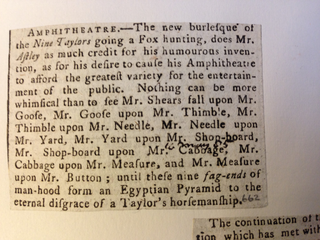 AMPHITHEATRE.—The new burlesque of
the Nine Taylors going a Fox hunting, does Mr.
Astley as much credit for his humourous inven-
tion, as for his desire to cause his Amphitheatre
to afford the greatest variety for the entertain-
ment of the public. Nothing can be more
whimsical than to see Mr. Shears fall upon Mr.
Goose, Mr. Goose upon Mr. Thimble, Mr.
Thimble upon Mr. Needle, Mr. Needle upon
Mr. Yard, Mr. Yard upon Mr. Shop-board,
Mr. Shop-board upon Mr. Cabbage, Mr.
Cabbage upon Mr. Measure, and Mr. Measure
upon Mr. Button; until these nine fag-ends of
man-hood form an Egyptian Pyramid to the
eternal disgrace of a Taylor's horsemanship. 662
The continuation of t
sion which has met with